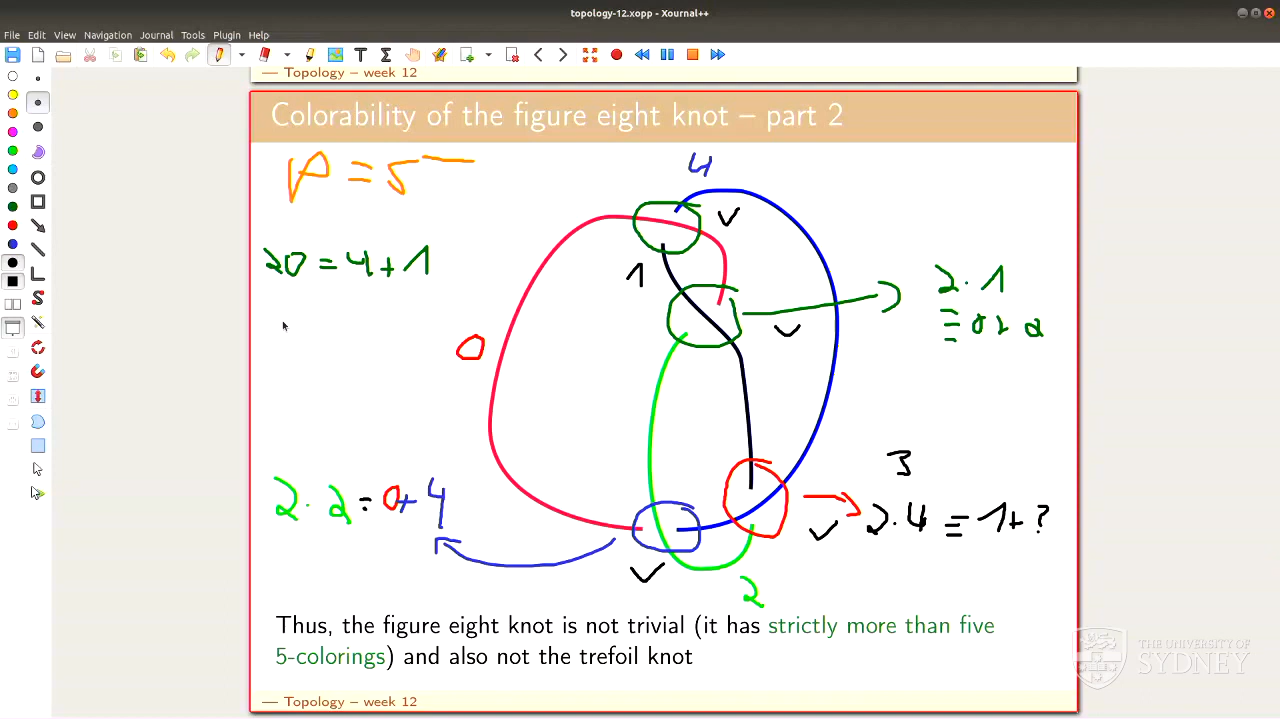 topology-12.xopp - Xournal++
File Edit View Navigation Journal Tools Plugin Help
— Topology – week 12
Colorability of the figure eight knot – part 2
p = 5
4
20 = 4 + 1
1
2 · 1
≡ 0 + 2
0
3
2 · 2 = 0 + 4
2 · 4 ≡ 1 + ?
2
Thus, the figure eight knot is not trivial (it has strictly more than five
5-colorings) and also not the trefoil knot
THE UNIVERSITY OF
SYDNEY
— Topology – week 12